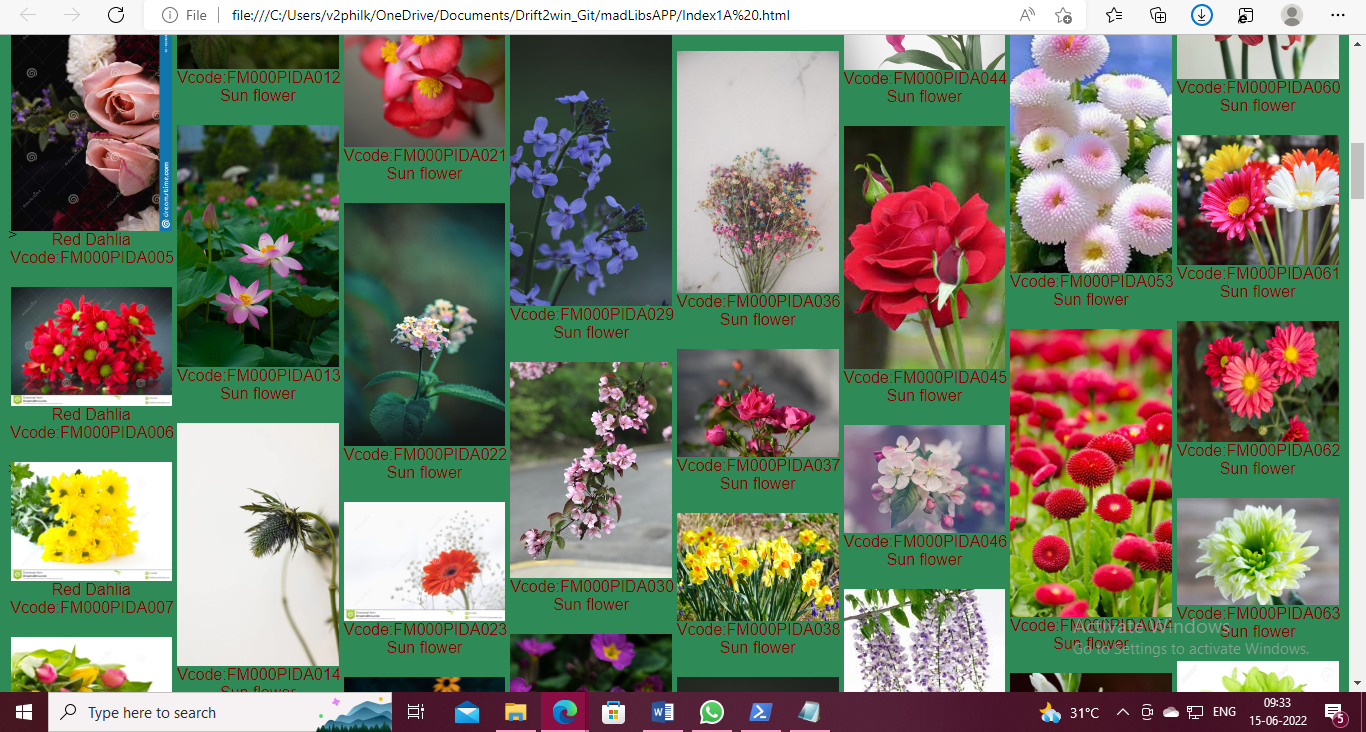 File
file:///C:/Users/v2philk/OneDrive/Documents/Drift2win_Git/madLibsAPP/Index1A%20.html
dreamstime.com
>
Red Dahlia
Vcode:FM000PIDA005
Red Dahlia
Vcode:FM000PIDA006
Red Dahlia
Vcode:FM000PIDA007
Vcode:FM000PIDA012
Sun flower
Vcode:FM000PIDA013
Sun flower
Vcode:FM000PIDA014
Sun flower
Vcode:FM000PIDA021
Sun flower
Vcode:FM000PIDA022
Sun flower
Vcode:FM000PIDA023
Sun flower
Vcode:FM000PIDA029
Sun flower
Vcode:FM000PIDA030
Sun flower
Vcode:FM000PIDA036
Sun flower
Vcode:FM000PIDA037
Sun flower
Vcode:FM000PIDA038
Sun flower
Vcode:FM000PIDA044
Sun flower
Vcode:FM000PIDA045
Sun flower
Vcode:FM000PIDA046
Sun flower
Vcode:FM000PIDA053
Sun flower
Vcode:FM000PIDA054
Sun flower
Vcode:FM000PIDA060
Sun flower
Vcode:FM000PIDA061
Sun flower
Vcode:FM000PIDA062
Sun flower
Vcode:FM000PIDA063
Sun flower
Activate Windows
Go to Settings to activate Windows.
Type here to search
31°C
ENG
09:33
15-06-2022
5